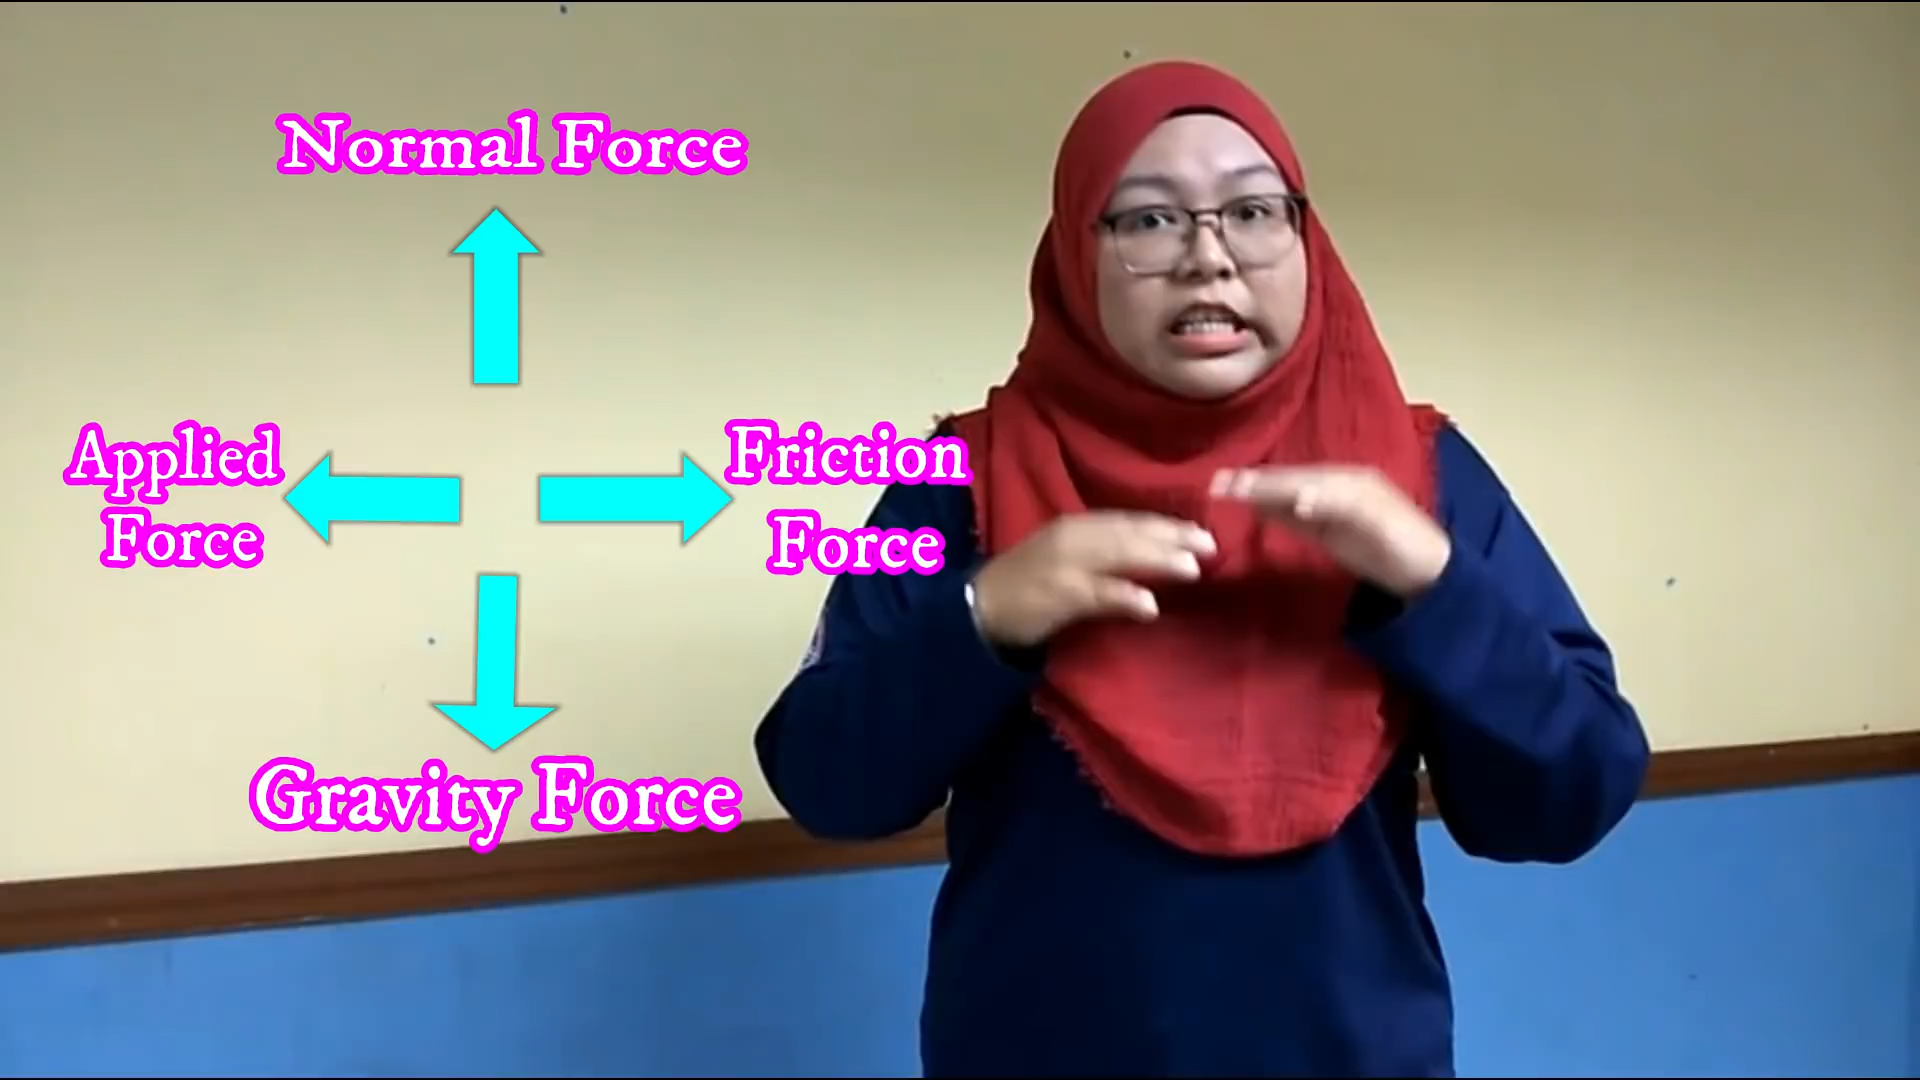 Normal Force
Applied
Force
Friction
Force
Gravity Force